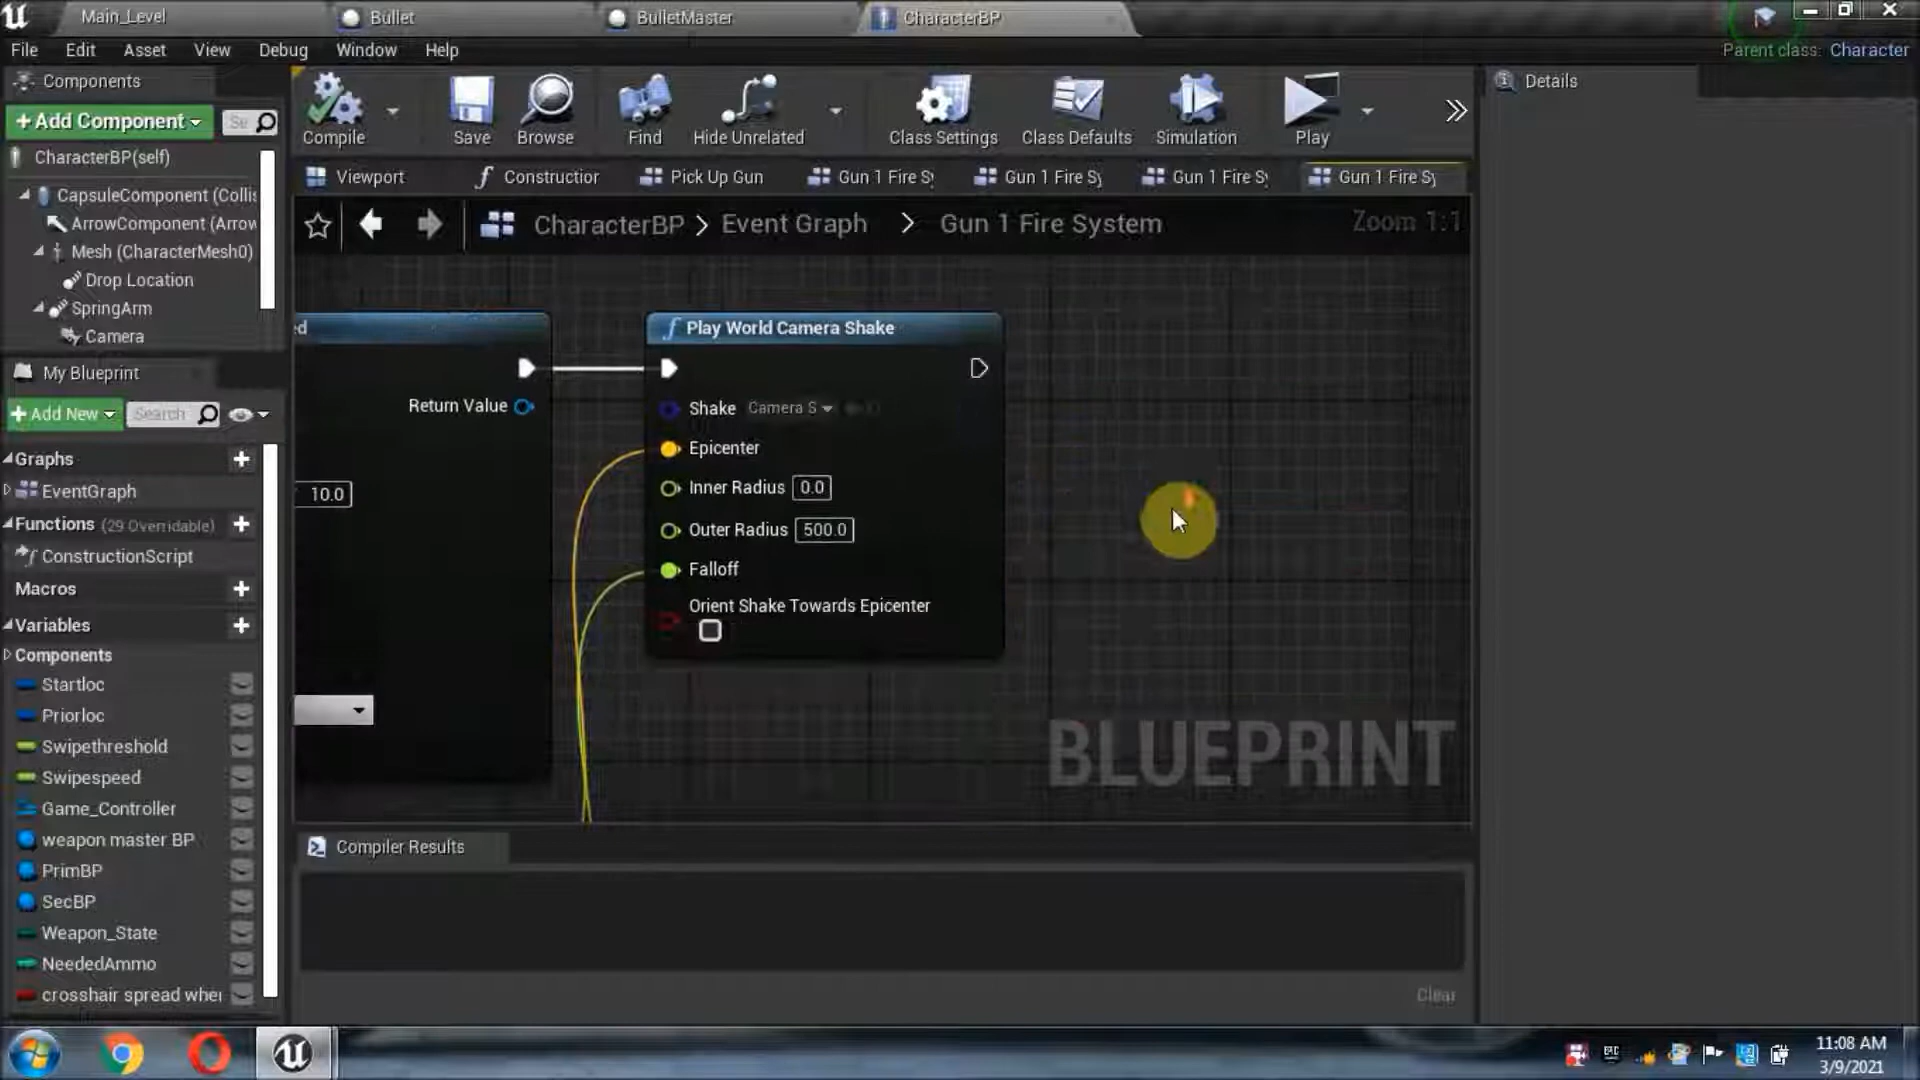 Main_Level
Bullet
BulletMaster
CharacterBP
File Edit Asset View Debug Window Help
Parent class: Character
Components
+ Add Component
Se
CharacterBP(self)
CapsuleComponent (Collis
ArrowComponent (Arrow
Mesh (CharacterMesh0)
Drop Location
SpringArm
Camera
My Blueprint
+ Add New
Search
Graphs
EventGraph
Functions (29 Overridable)
ConstructionScript
Macros
Variables
Components
Startloc
Priorloc
Swipethreshold
Swipespeed
Game_Controller
weapon master BP
PrimBP
SecBP
Weapon_State
NeededAmmo
crosshair spread whe
Compile
Save
Browse
Find
Hide Unrelated
Class Settings
Class Defaults
Simulation
Play
Viewport
Construction
Pick Up Gun
Gun 1 Fire Sy
Gun 1 Fire Sy
Gun 1 Fire Sy
Gun 1 Fire Sy
CharacterBP > Event Graph > Gun 1 Fire System
Zoom 1:1
ed
Return Value
10.0
Play World Camera Shake
Shake Camera S
Epicenter
Inner Radius 0.0
Outer Radius 500.0
Falloff
Orient Shake Towards Epicenter
BLUEPRINT
Compiler Results
Clear
Details
11:08 AM
3/9/2021